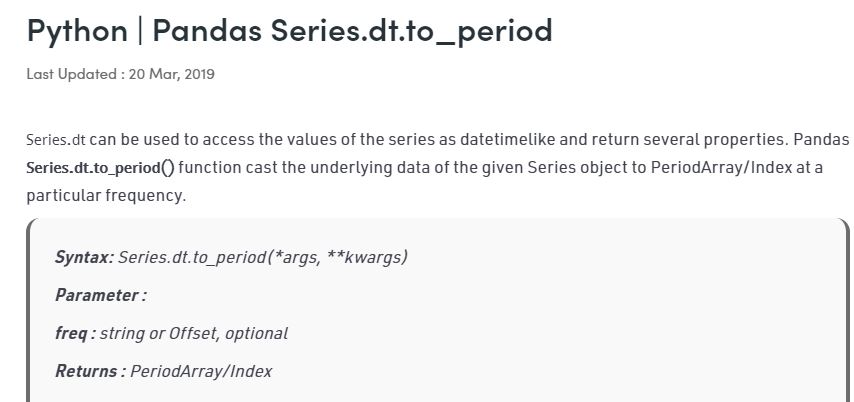 Python | Pandas Series.dt.to_period
Last Updated : 20 Mar, 2019
Series.dt can be used to access the values of the series as datetimelike and return several properties. Pandas
Series.dt.to_period() function cast the underlying data of the given Series object to PeriodArray/Index at a
particular frequency.
Syntax: Series.dt.to_period(*args, **kwargs)
Parameter :
freq : string or Offset, optional
Returns : PeriodArray/Index